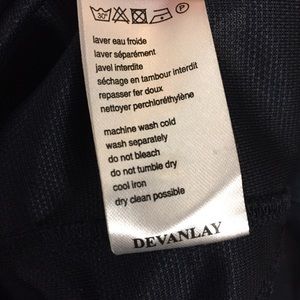 30°
P
laver eau froide
laver séparément
javel interdite
séchage en tambour interdit
repasser fer doux
nettoyer perchloréthylène
machine wash cold
wash separately
do not bleach
do not tumble dry
cool iron
dry clean possible
DEVANLAY